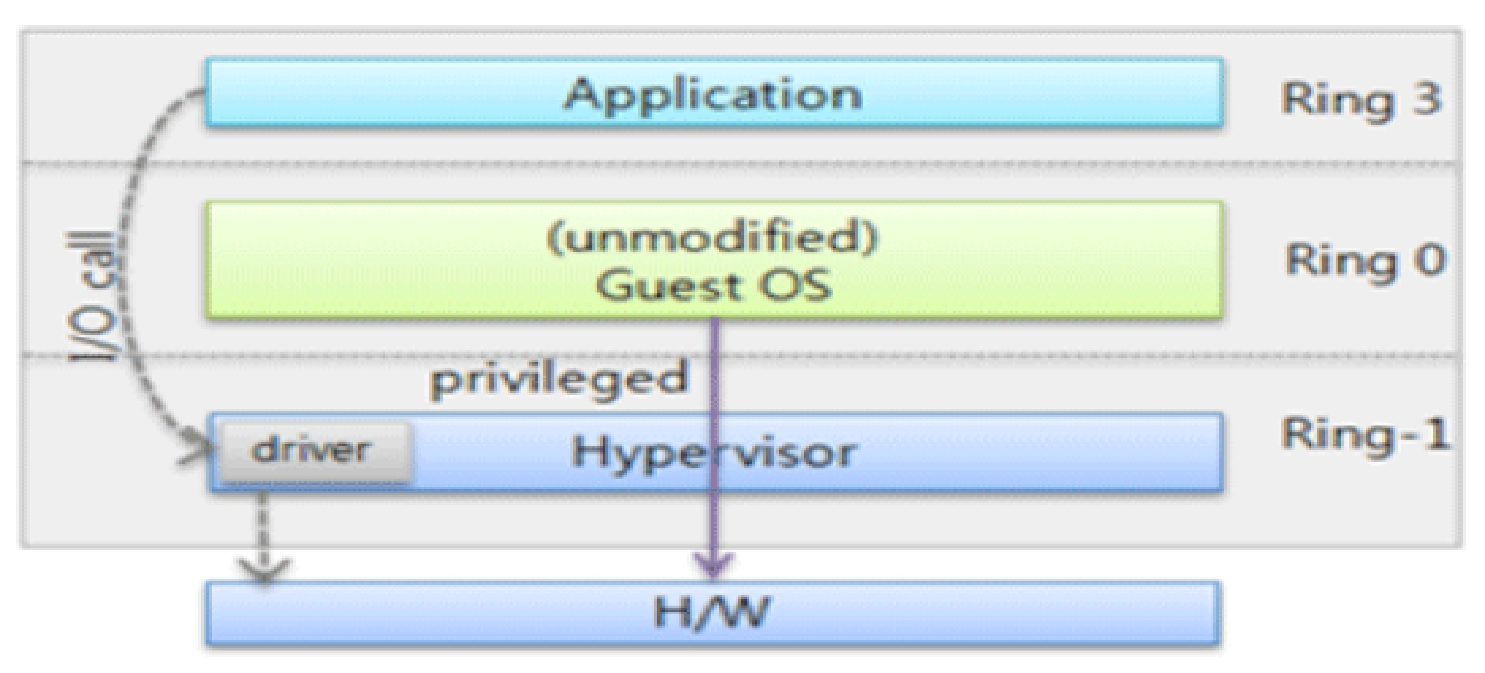 Application
Ring 3
(unmodified)
Guest OS
Ring 0
I/O call
privileged
driver
Hypervisor
Ring-1
H/W